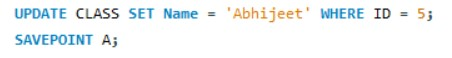 UPDATE CLASS SET Name = 'Abhijeet' WHERE ID = 5;
SAVEPOINT A;